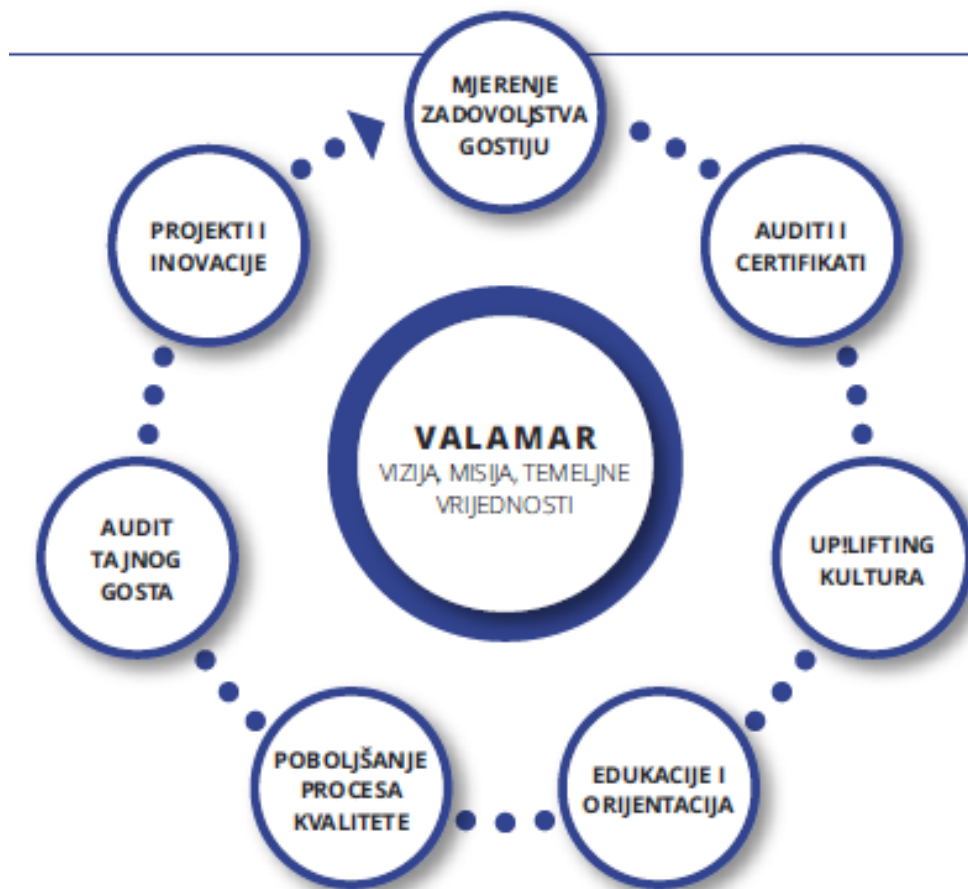 MJERENJE
ZADOVOLJSTVA
GOSTIJU
AUDITI I
CERTIFIKATI
UP!LIFTING
KULTURA
EDUKACIJE I
ORIJENTACIJA
POBOLJŠANJE
PROCESA
KVALITETE
AUDIT
TAJNOG
GOSTA
PROJEKTI I
INOVACIJE
VALAMAR
VIZIJA, MISIJA, TEMELJNE
VRIJEDNOSTI